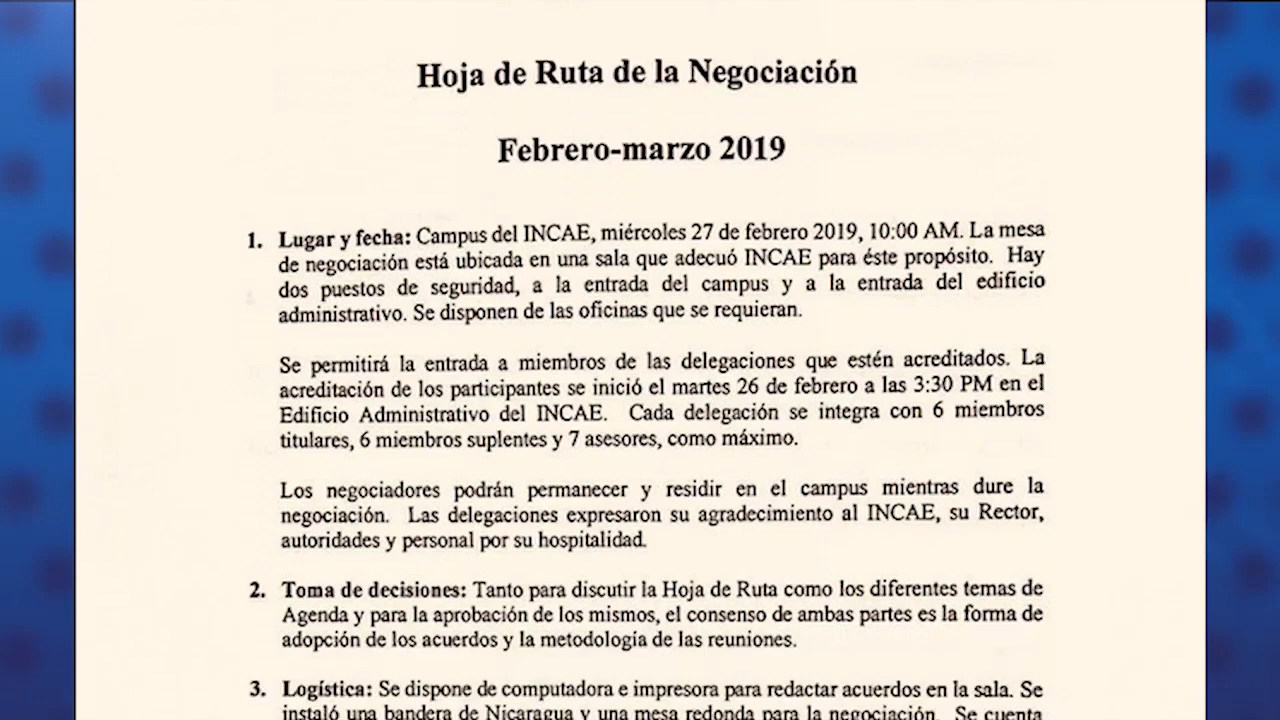 Hoja de Ruta de la Negociación
Febrero-marzo 2019
1. Lugar y fecha: Campus del INCAE, miércoles 27 de febrero 2019, 10:00 AM. La mesa
de negociación está ubicada en una sala que adecuó INCAE para éste propósito. Hay
dos puestos de seguridad, a la entrada del campus y a la entrada del edificio
administrativo. Se disponen de las oficinas que se requieran.
Se permitirá la entrada a miembros de las delegaciones que estén acreditados. La
acreditación de los participantes se inició el martes 26 de febrero a las 3:30 PM en el
Edificio Administrativo del INCAE. Cada delegación se integra con 6 miembros
titulares, 6 miembros suplentes y 7 asesores, como máximo.
Los negociadores podrán permanecer y residir en el campus mientras dure la
negociación. Las delegaciones expresaron su agradecimiento al INCAE, su Rector,
autoridades y personal por su hospitalidad.
2. Toma de decisiones: Tanto para discutir la Hoja de Ruta como los diferentes temas de
Agenda y para la aprobación de los mismos, el consenso de ambas partes es la forma de
adopción de los acuerdos y la metodología de las reuniones.
3. Logística: Se dispone de computadora e impresora para redactar acuerdos en la sala. Se
instaló una bandera de Nicaragua y una mesa redonda para la negociación. Se cuenta